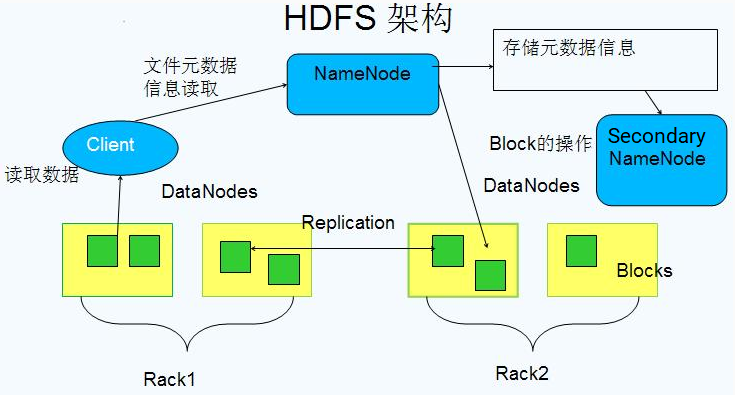 HDFS 架构
文件元数据
信息读取
NameNode
存储元数据信息
Client
Block的操作
Secondary
NameNode
读取数据
DataNodes
DataNodes
Replication
Blocks
Rack1
Rack2